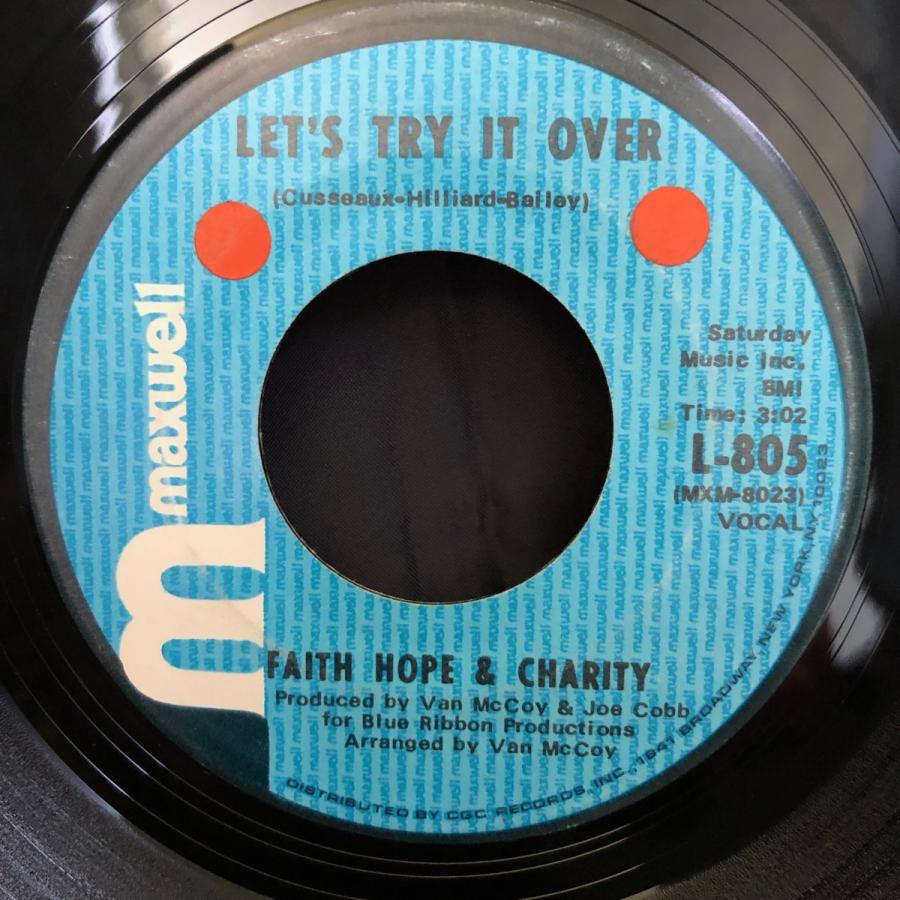 LET'S TRY IT OVER
(Cusseaux-Hilliard-Bailey)
maxwell
m
Saturday
Music Inc.
BMI
Time: 3:02
L-805
(MXM-8023)
VOCAL
FAITH HOPE & CHARITY
Produced by Van McCoy & Joe Cobb
for Blue Ribbon Productions
Arranged by Van McCoy
DISTRIBUTED BY CGC RECORDS, INC., 1841 BROADWAY, NEW YORK, NY 10023